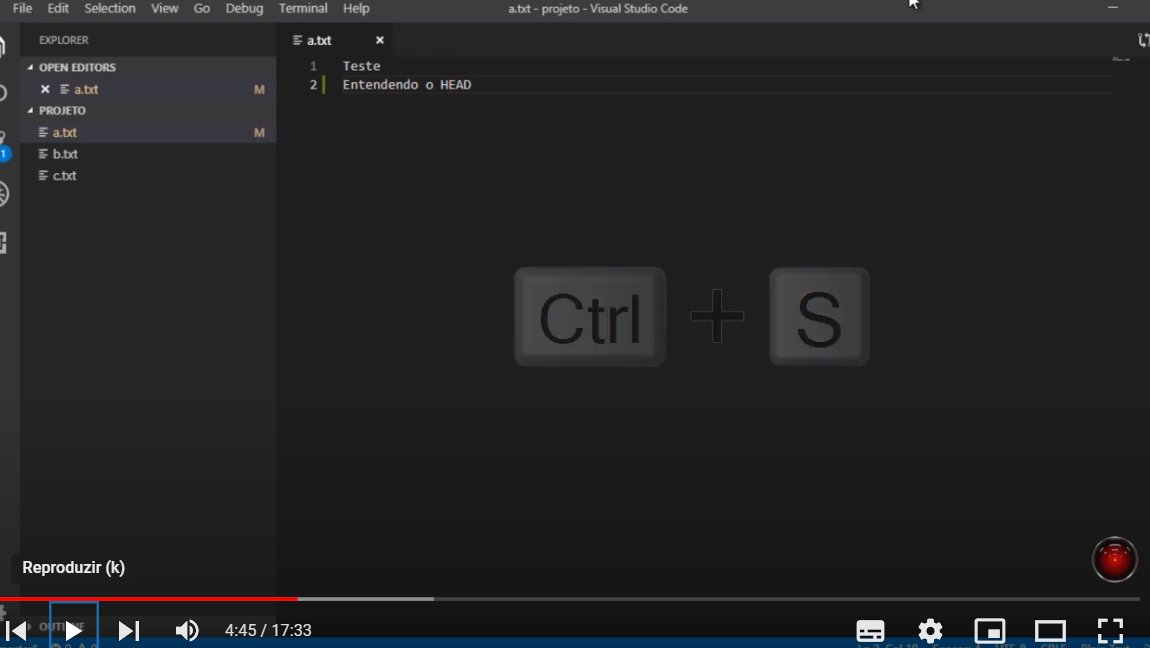 File Edit Selection View Go Debug Terminal Help a.txt - projeto - Visual Studio Code
EXPLORER
a.txt
OPEN EDITORS
a.txt M
PROJETO
a.txt M
b.txt
c.txt
1
1 Teste
2 Entendendo o HEAD
Ctrl + S
Reproduzir (k)
OUTLINE
4:45 / 17:33